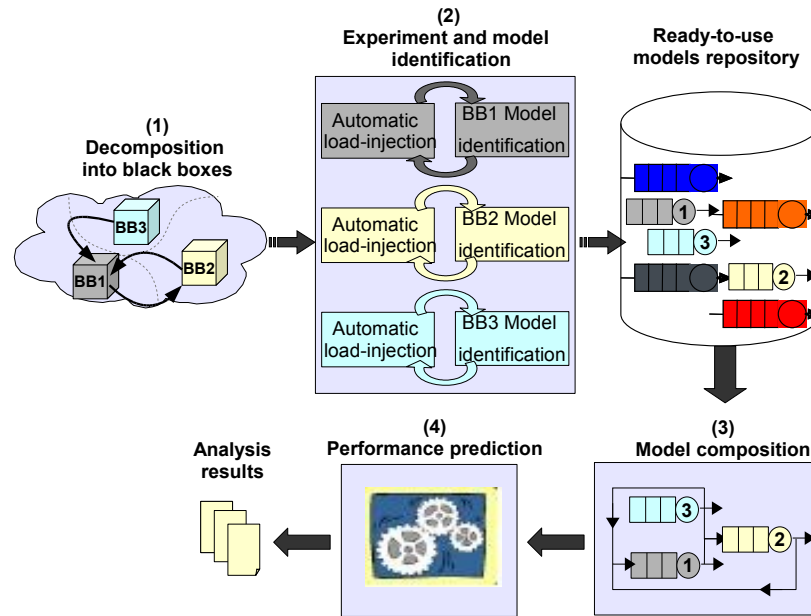 (1)
Decomposition
into black boxes
BB3
BB2
BB1
(2)
Experiment and model
identification
Automatic
load-injection
BB1 Model
identification
Automatic
load-injection
BB2 Model
identification
Automatic
load-injection
BB3 Model
identification
Ready-to-use
models repository
1
3
2
(3)
Model composition
3
2
1
(4)
Performance prediction
Analysis
results